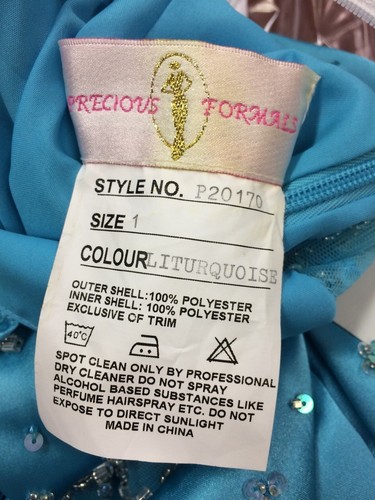 PRECIOUS FORMALS
STYLE NO. P20170
SIZE 1
COLOUR LITURQUOISE
OUTER SHELL:100% POLYESTER
INNER SHELL: 100% POLYESTER
EXCLUSIVE OF TRIM
40°C
SPOT CLEAN ONLY BY PROFESSIONAL
DRY CLEANER DO NOT SPRAY
ALCOHOL BASED SUBSTANCES LIKE
PERFUME HAIRSPRAY ETC. DO NOT
EXPOSE TO DIRECT SUNLIGHT
MADE IN CHINA